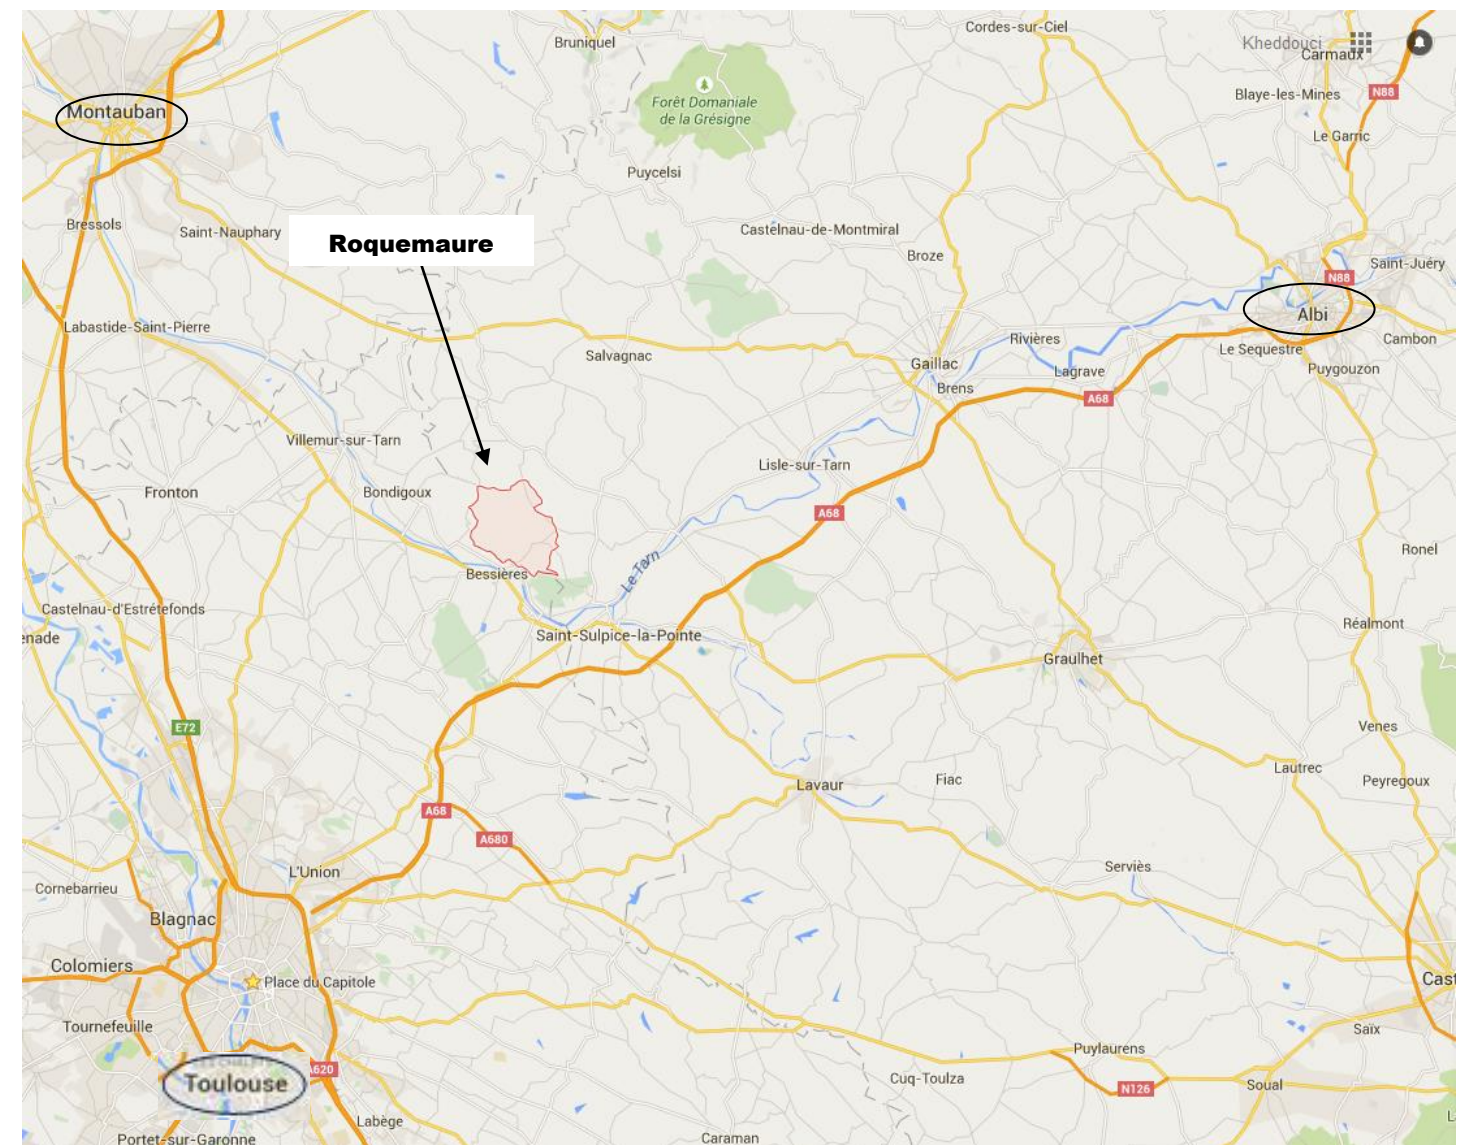 Cordes-sur-Ciel
Bruniquel
Kheddouci
Carmaux
Forêt Domaniale
de la Grésigne
Blaye-les-Mines
N88
Montauban
Le Garric
Puycelsi
Bressols
Saint-Nauphary
Castelnau-de-Montmiral
Roquemaure
Broze
Saint-Juéry
N88
Albi
Labastide-Saint-Pierre
Rivières
Cambon
Salvagnac
Le Sequestre
Gaillac
Lagrave
Puygouzon
Brens
A68
Villemur-sur-Tarn
Lisle-sur-Tarn
Fronton
Bondigoux
A68
Ronel
Le Tarn
Bessières
Castelnau-d'Estrétefonds
enade
Réalmont
Saint-Sulpice-la-Pointe
Graulhet
E72
Venes
Lautrec
Peyregoux
Lavaur
Fiac
A68
A680
L'Union
Serviès
Cornebarrieu
Blagnac
Colomiers
Place du Capitole
Cast
Tournefeuille
Saïx
Puylaurens
A620
Toulouse
Cuq-Toulza
N126
Soual
Labège
Portet-sur-Garonne
Caraman